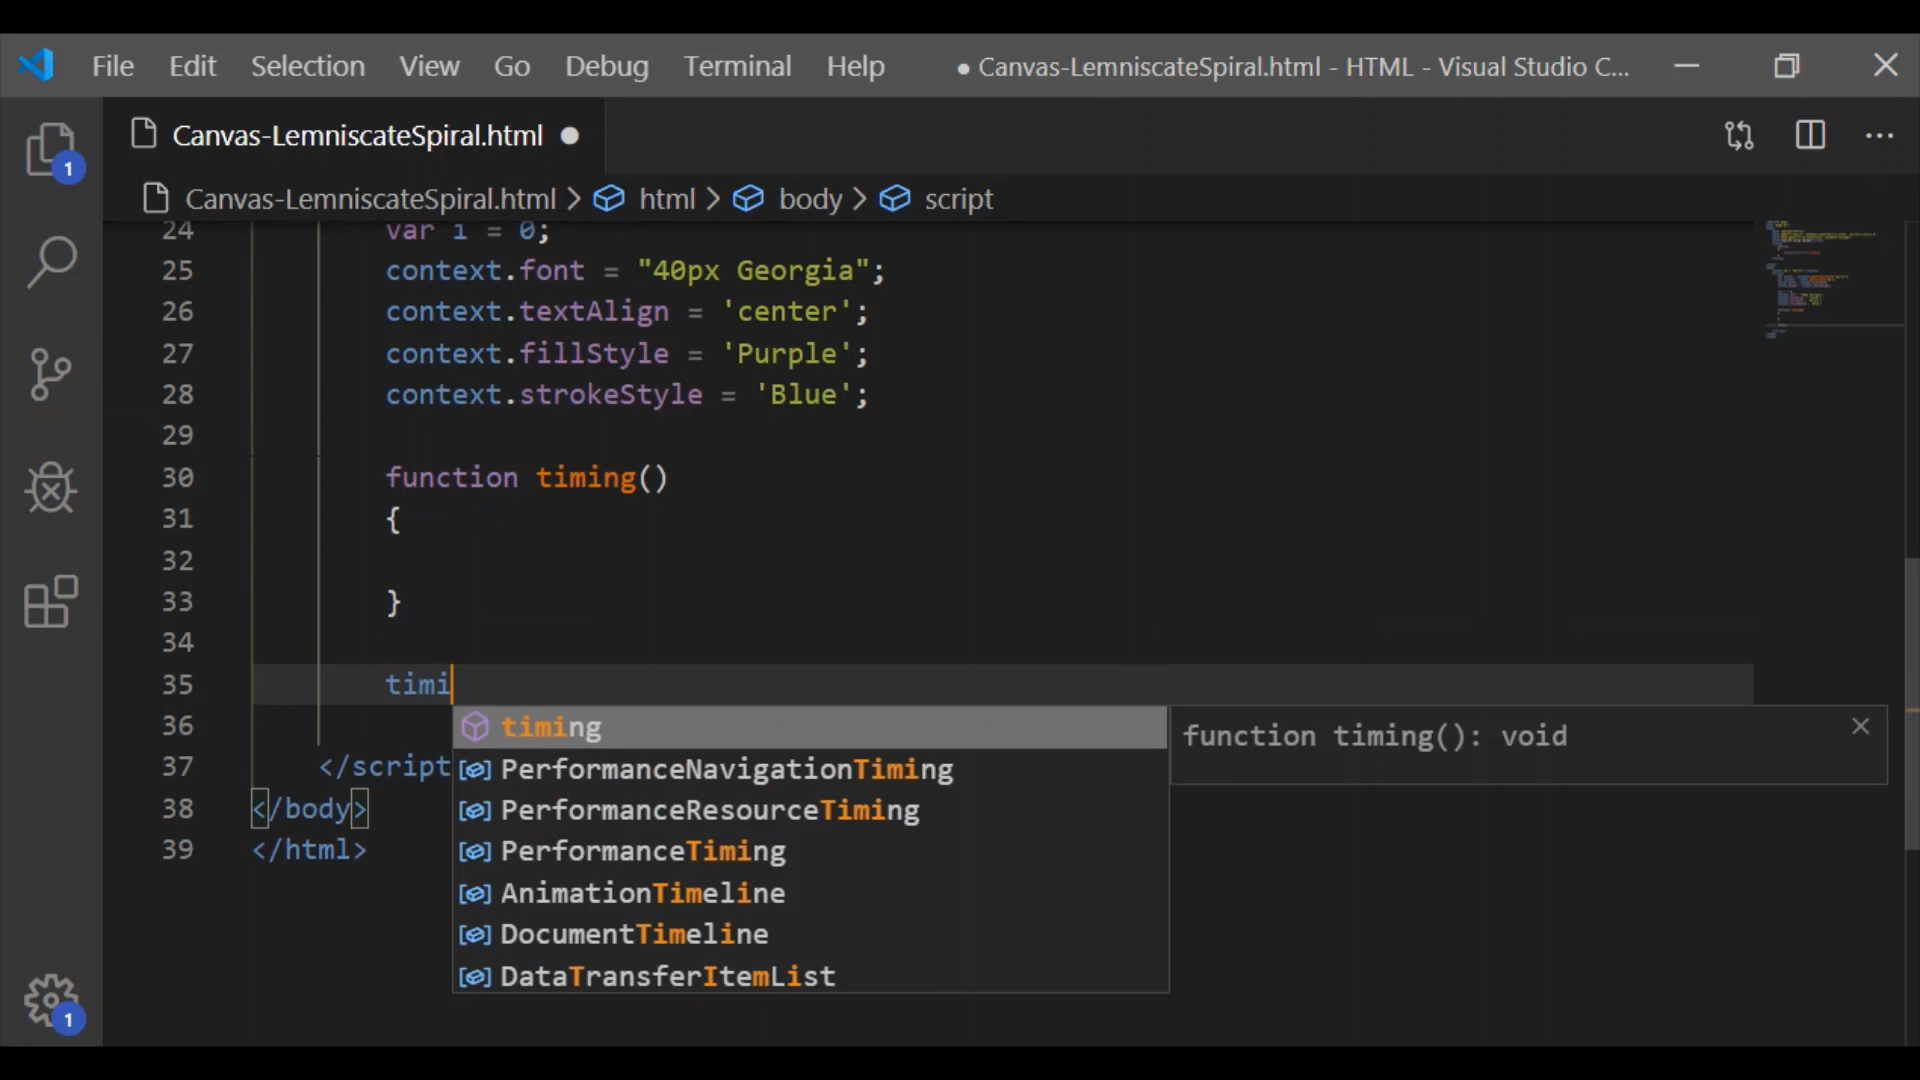 File Edit Selection View Go Debug Terminal Help ● Canvas-LemniscateSpiral.html - HTML - Visual Studio C...
Canvas-LemniscateSpiral.html ●
1
Canvas-LemniscateSpiral.html > html > body > script
24 var i = 0;
25 context.font = "40px Georgia";
26 context.textAlign = 'center';
27 context.fillStyle = 'Purple';
28 context.strokeStyle = 'Blue';
29
30 function timing()
31 {
32
33 }
34
35 timi
timing
function timing(): void
36
PerformanceNavigationTiming
37 </script
PerformanceResourceTiming
38 </body>
PerformanceTiming
39 </html>
AnimationTimeline
DocumentTimeline
DataTransferItemList
1